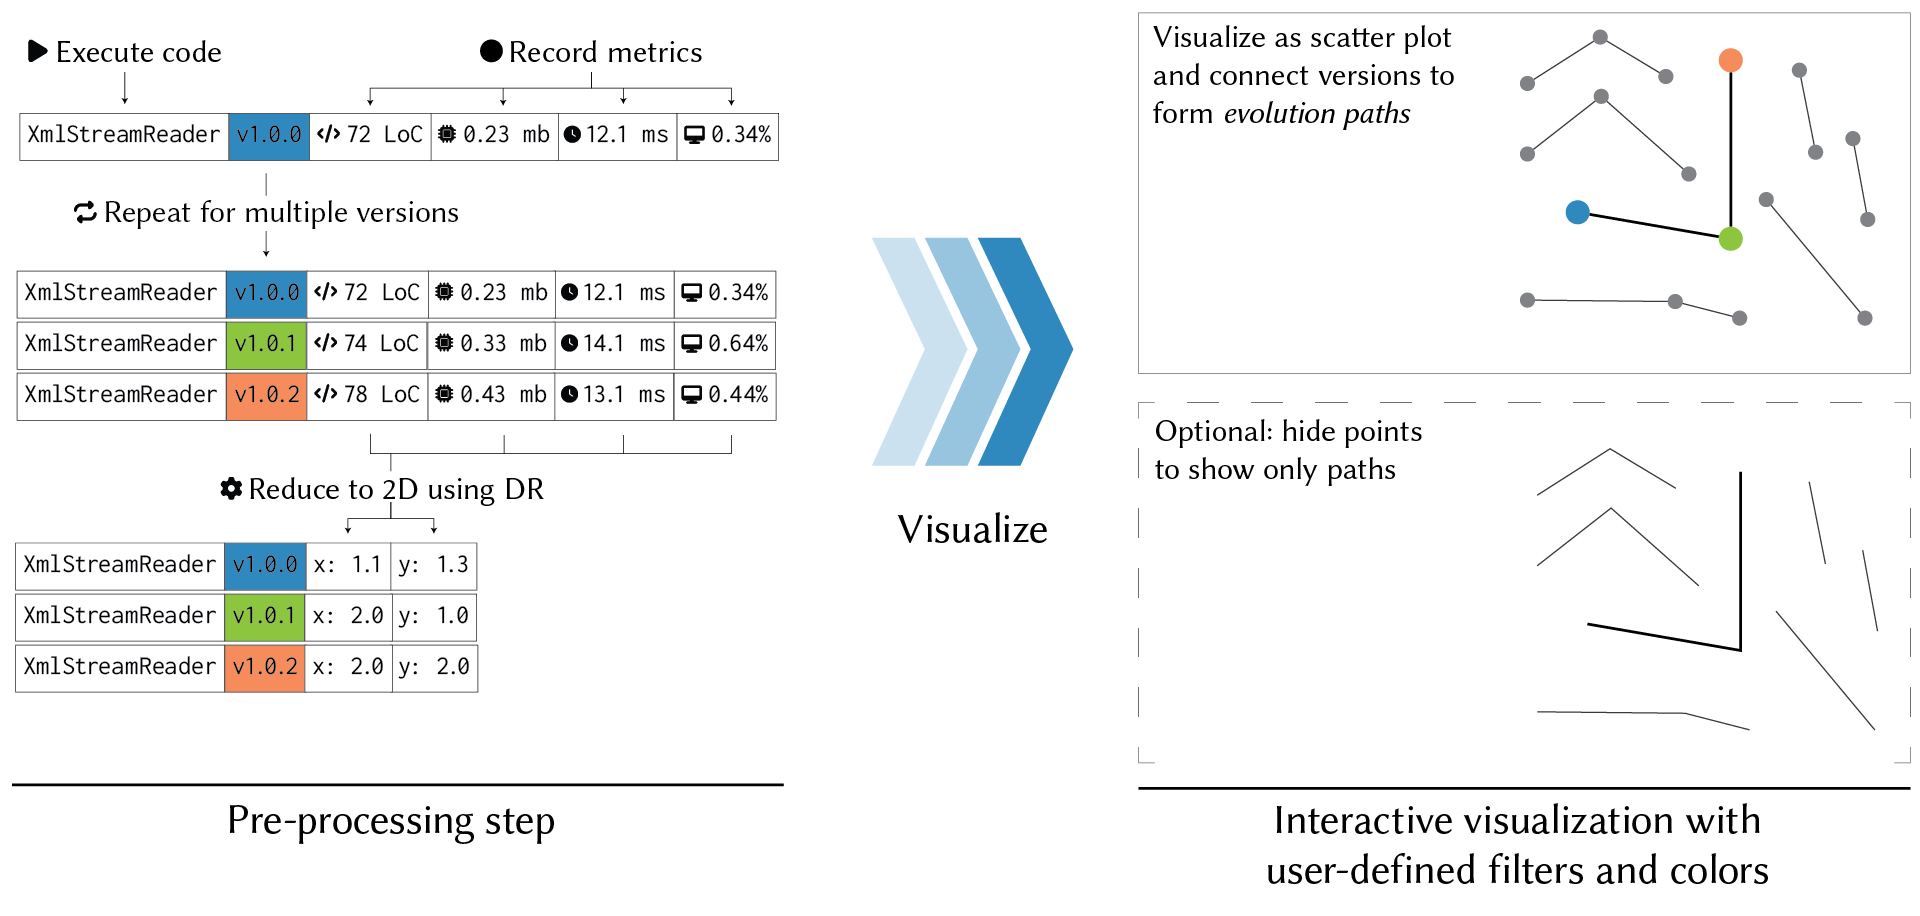 Execute code
Record metrics
XmlStreamReader v1.0.0 </> 72 LoC 0.23 mb 12.1 ms 0.34%
Repeat for multiple versions
XmlStreamReader v1.0.0 </> 72 LoC 0.23 mb 12.1 ms 0.34%
XmlStreamReader v1.0.1 </> 74 LoC 0.33 mb 14.1 ms 0.64%
XmlStreamReader v1.0.2 </> 78 LoC 0.43 mb 13.1 ms 0.44%
Reduce to 2D using DR
XmlStreamReader v1.0.0 x: 1.1 y: 1.3
XmlStreamReader v1.0.1 x: 2.0 y: 1.0
XmlStreamReader v1.0.2 x: 2.0 y: 2.0
Pre-processing step
Visualize
Visualize as scatter plot
and connect versions to
form evolution paths
Optional: hide points
to show only paths
Interactive visualization with
user-defined filters and colors